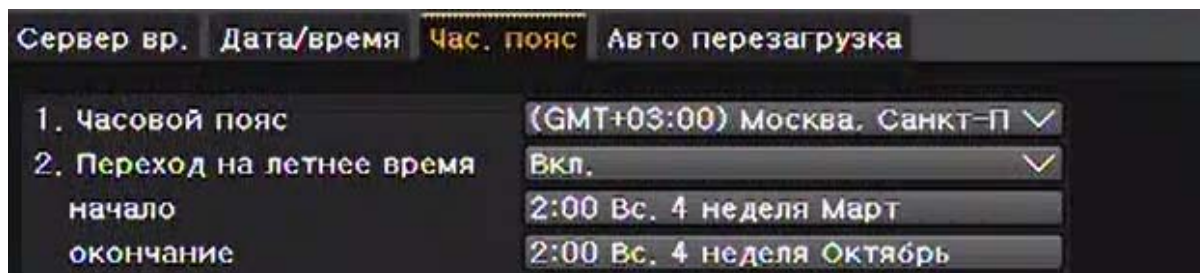 Сервер вр. Дата/время Час. пояс Авто перезагрузка
1. Часовой пояс (GMT+03:00) Москва, Санкт-П
2. Переход на летнее время Вкл.
начало 2:00 Вс. 4 неделя Март
окончание 2:00 Вс. 4 неделя Октябрь